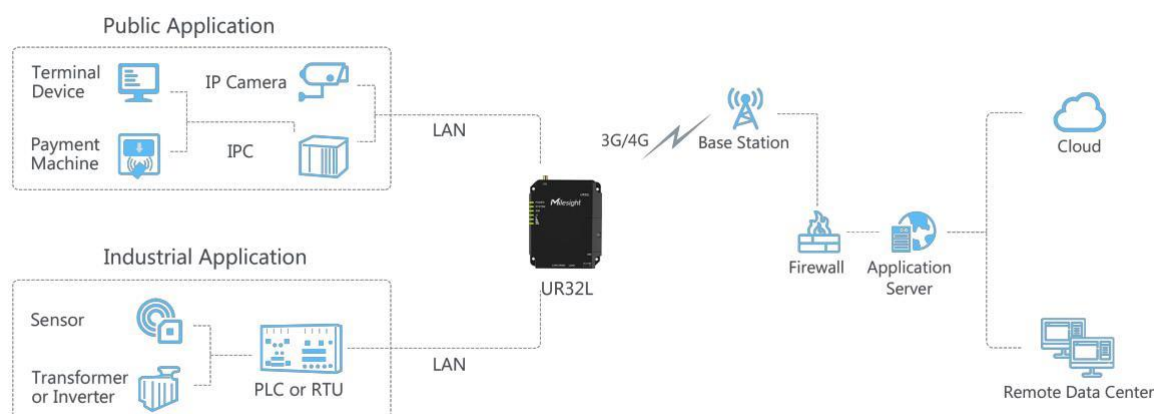 Public Application
Terminal
Device
IP Camera
Payment
Machine
IPC
LAN
3G/4G
Base Station
Cloud
Milesight
UR32L
Firewall
Application
Server
Industrial Application
Sensor
Transformer
or Inverter
PLC or RTU
LAN
Remote Data Center